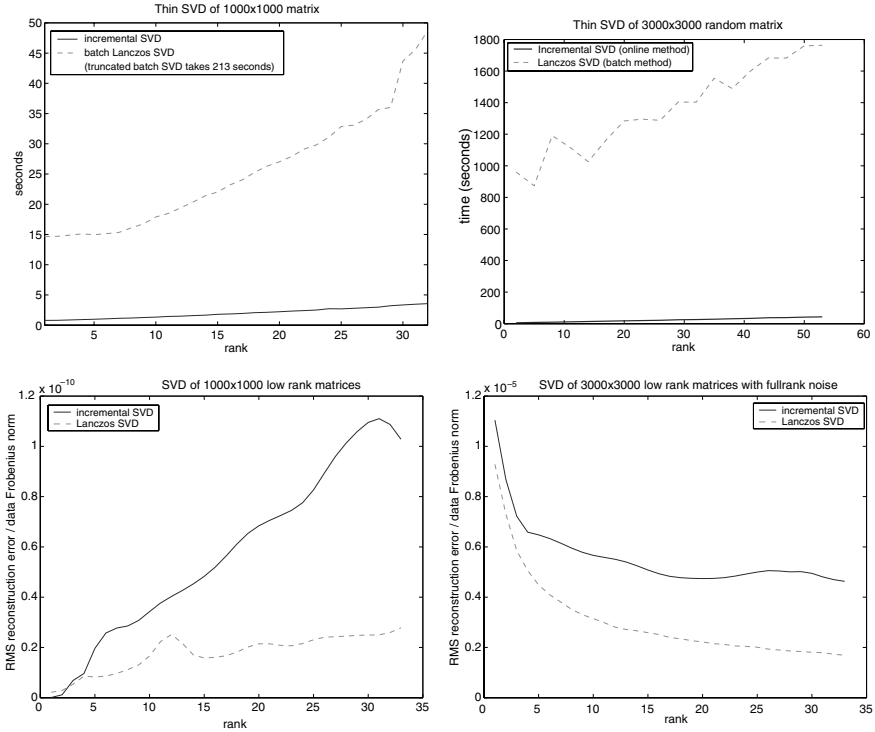 Thin SVD of 1000x1000 matrix
50
45
40
35
30
25
20
15
10
5
0
seconds
incremental SVD
batch Lanczos SVD
(truncated batch SVD takes 213 seconds)
5
10
15
20
25
30
rank
Thin SVD of 3000x3000 random matrix
1800
1600
1400
1200
1000
800
600
400
200
0
time (seconds)
Incremental SVD (online method)
Lanczos SVD (batch method)
0
10
20
30
40
50
60
rank
SVD of 1000x1000 low rank matrices
1.2 x 10−10
1
0.8
0.6
0.4
0.2
0
RMS reconstruction error / data Frobenius norm
incremental SVD
Lanczos SVD
0
5
10
15
20
25
30
35
rank
SVD of 3000x3000 low rank matrices with fullrank noise
1.2 x 10−5
1
0.8
0.6
0.4
0.2
0
RMS reconstruction error / data Frobenius norm
incremental SVD
Lanczos SVD
0
5
10
15
20
25
30
35
rank